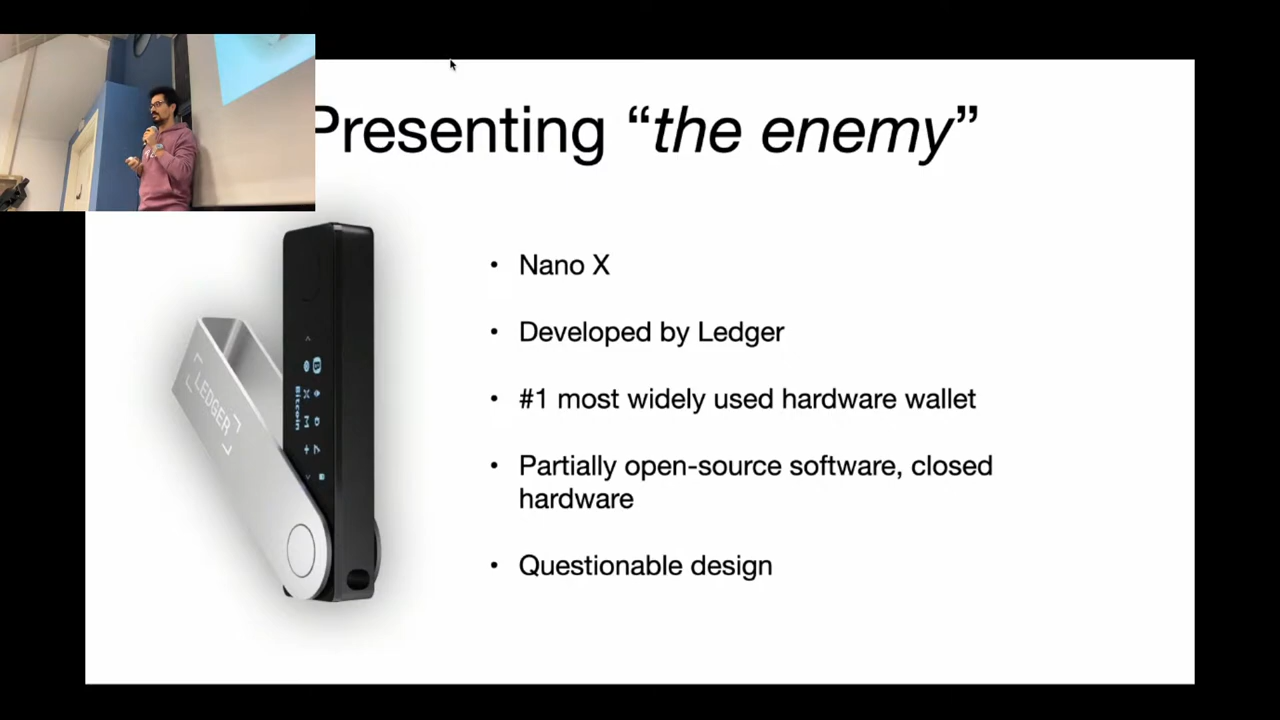 Presenting “the enemy”
• Nano X
• Developed by Ledger
• #1 most widely used hardware wallet
• Partially open-source software, closed
hardware
• Questionable design
LEDGER
Bitcoin